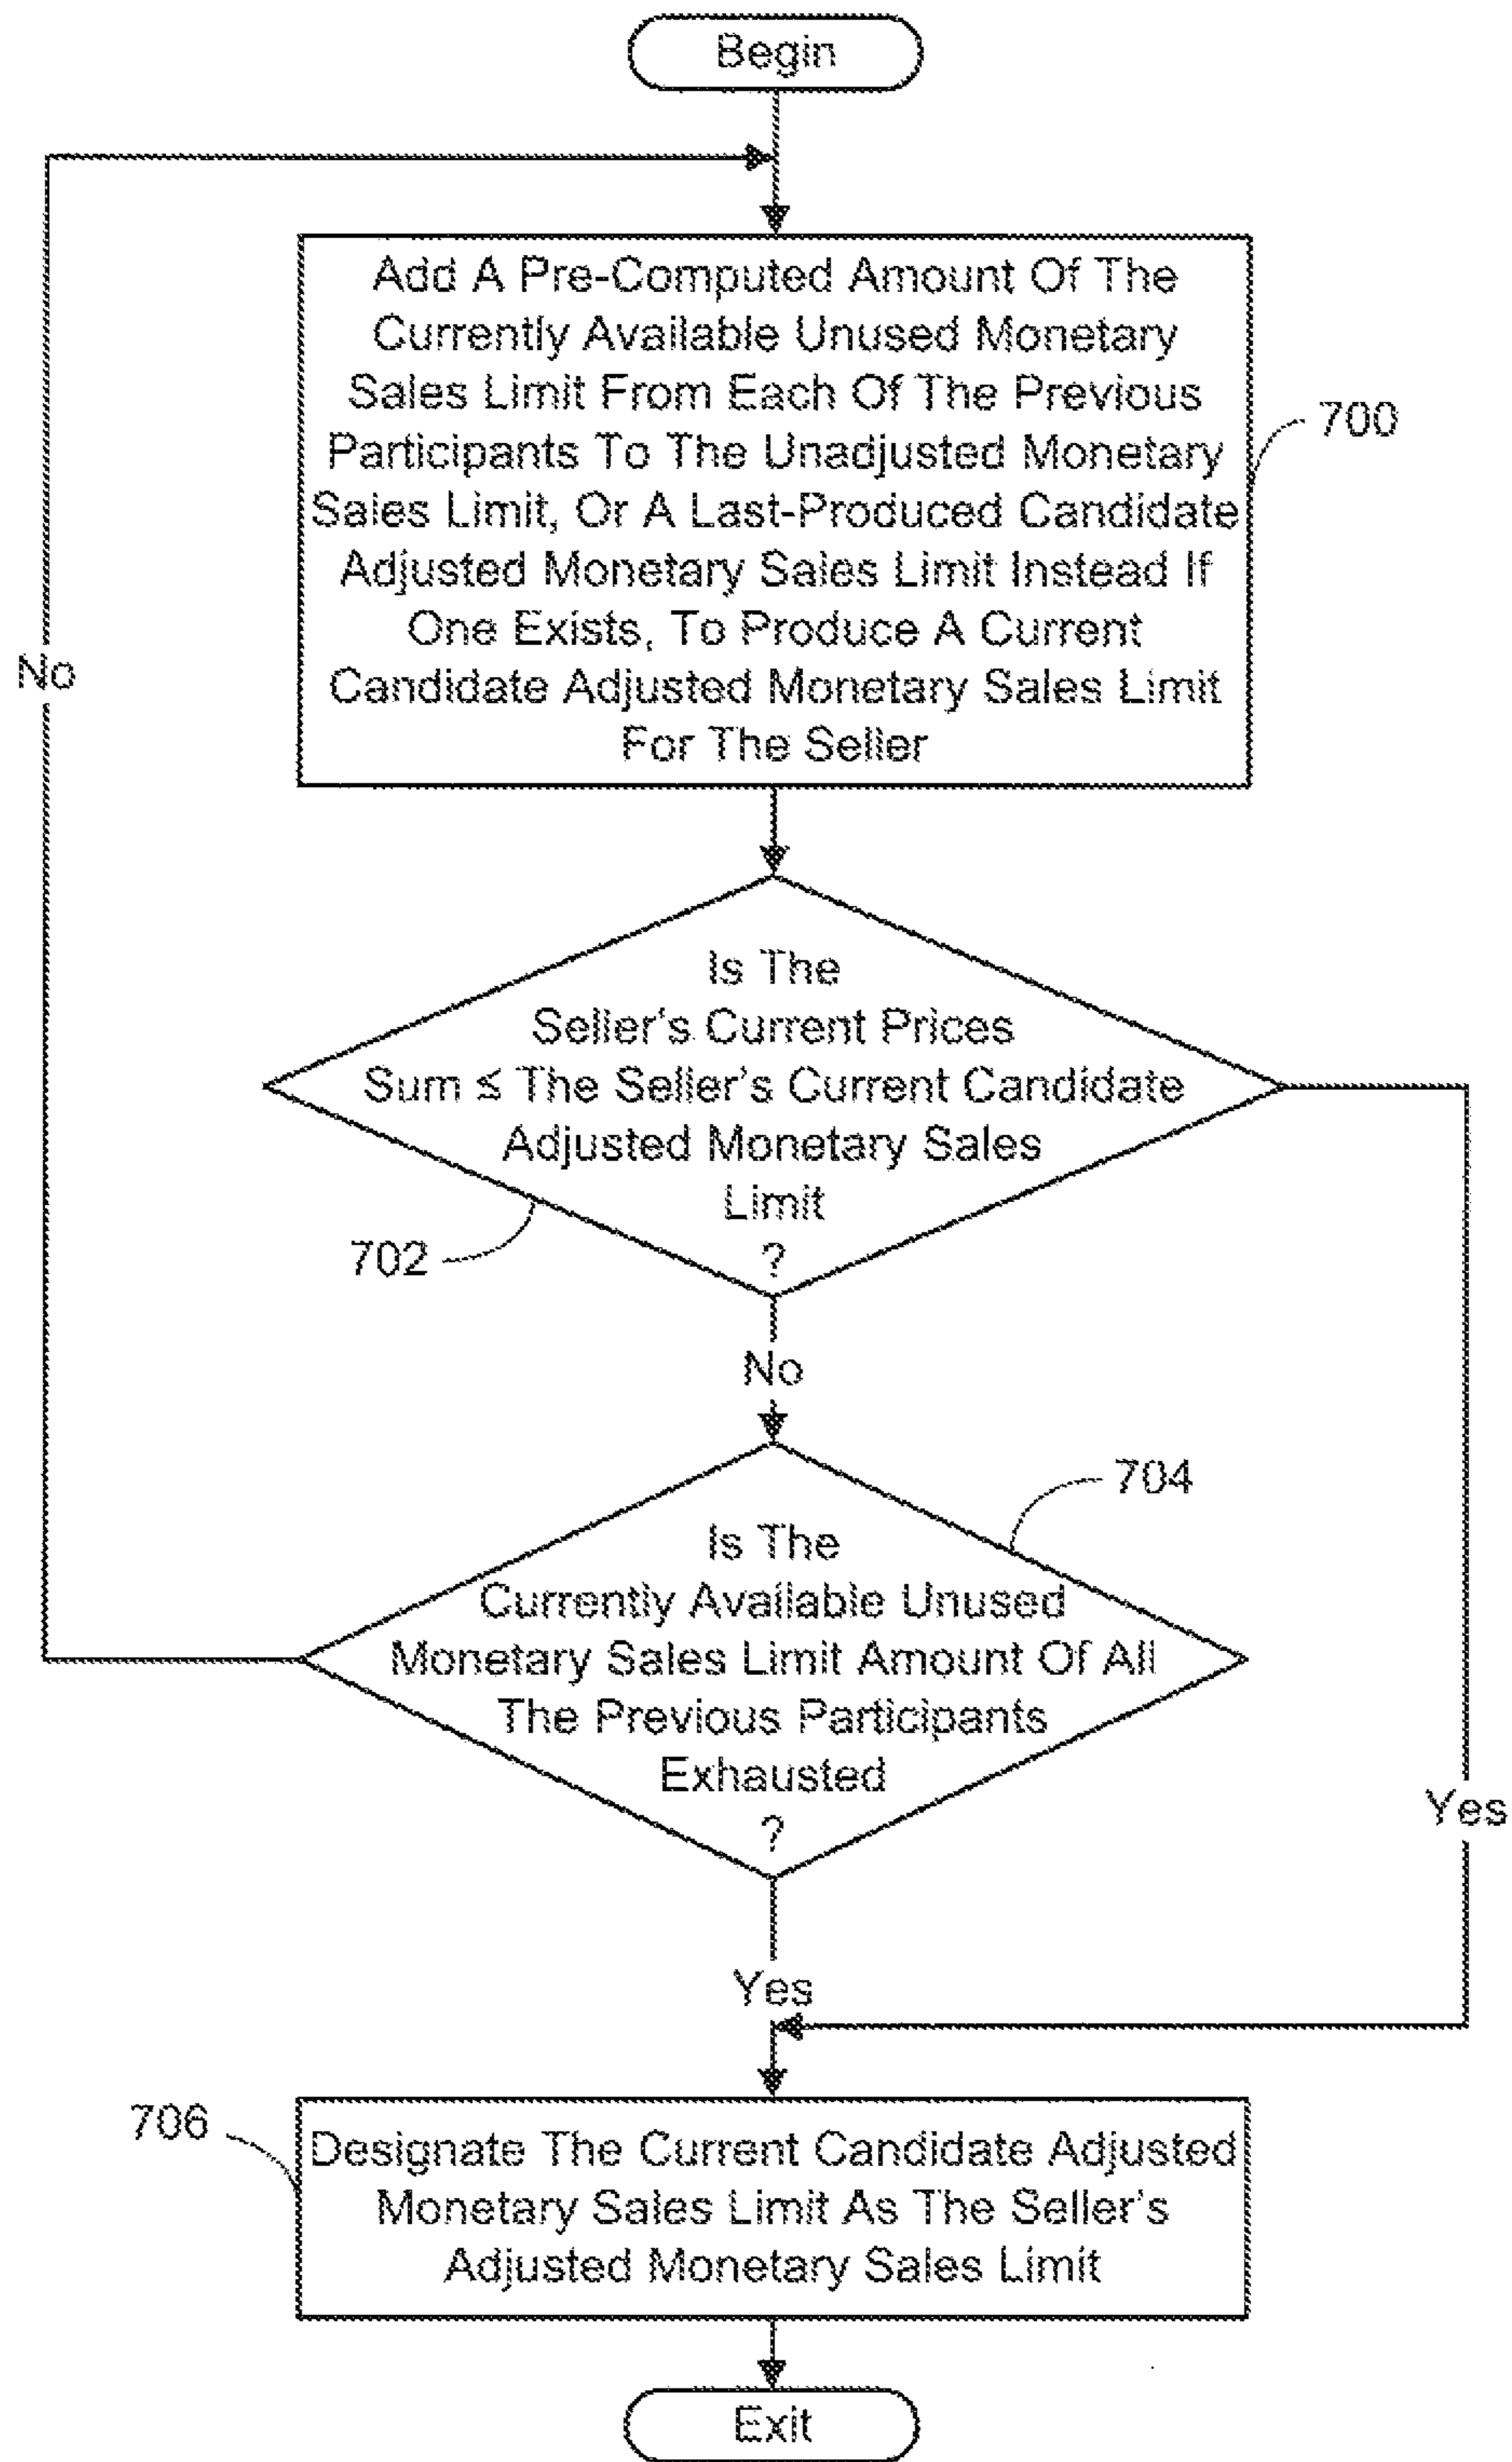 Begin
Add A Pre-Computed Amount Of The
Currently Available Unused Monetary
Sales Limit From Each Of The Previous
Participants To The Unadjusted Monetary
Sales Limit, Or A Last-Produced Candidate
Adjusted Monetary Sales Limit Instead If
One Exists, To Produce A Current
Candidate Adjusted Monetary Sales Limit
For The Seller
700
No
Is The
Seller's Current Prices
Sum ≤ The Seller's Current Candidate
Adjusted Monetary Sales
Limit
?
702
No
704
Is The
Currently Available Unused
Monetary Sales Limit Amount Of All
The Previous Participants
Exhausted
?
Yes
Yes
706
Designate The Current Candidate Adjusted
Monetary Sales Limit As The Seller's
Adjusted Monetary Sales Limit
Exit